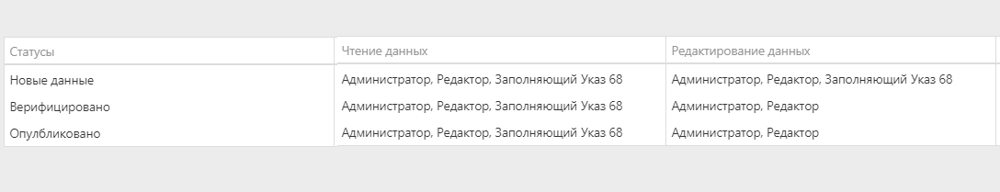 Статусы Чтение данных Редактирование данных
Новые данные Администратор, Редактор, Заполняющий Указ 68 Администратор, Редактор, Заполняющий Указ 68
Верифицировано Администратор, Редактор, Заполняющий Указ 68 Администратор, Редактор
Опулбликовано Администратор, Редактор, Заполняющий Указ 68 Администратор, Редактор